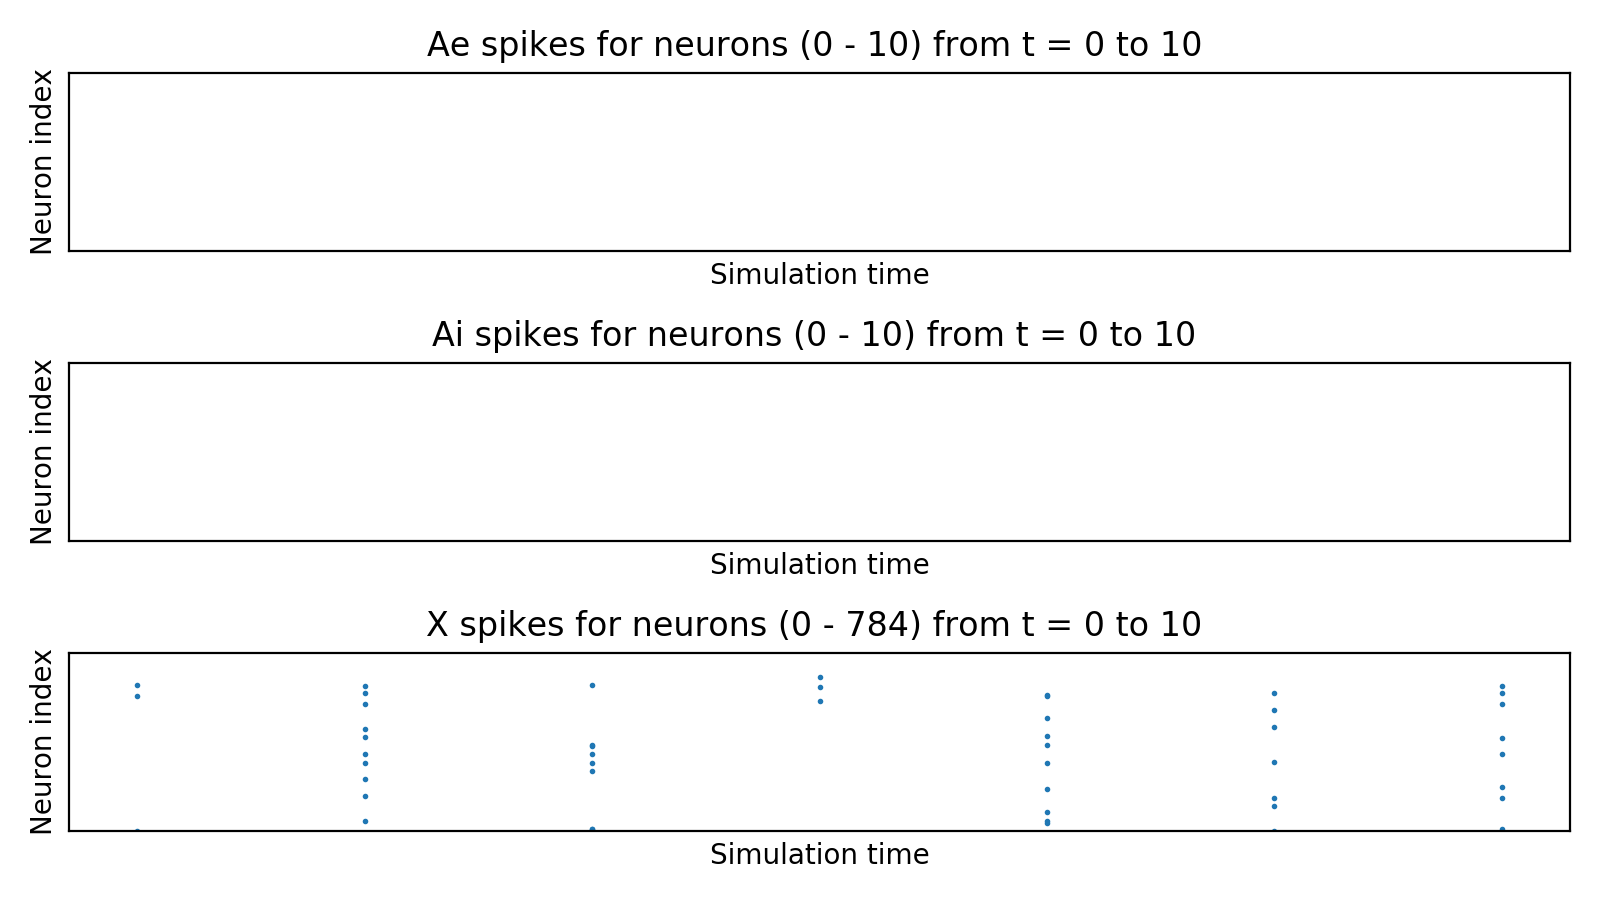 Ae spikes for neurons (0 - 10) from t = 0 to 10
Neuron index
Simulation time
Ai spikes for neurons (0 - 10) from t = 0 to 10
Neuron index
Simulation time
X spikes for neurons (0 - 784) from t = 0 to 10
Neuron index
Simulation time